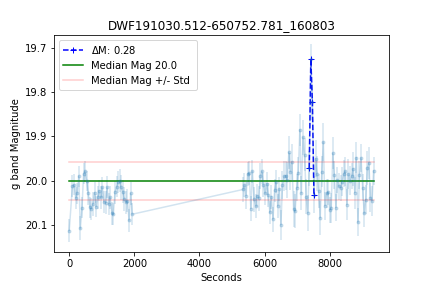 DWF191030.512-650752.781_160803
ΔM: 0.28
Median Mag 20.0
Median Mag +/- Std
g band Magnitude
19.7
19.8
19.9
20.0
20.1
0 2000 4000 6000 8000
Seconds